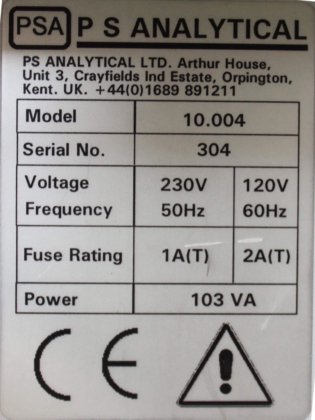 PSA P S ANALYTICAL
PS ANALYTICAL LTD. Arthur House,
Unit 3, Crayfields Ind Estate, Orpington,
Kent. UK. +44(0)1689 891211
Model 10.004
Serial No. 304
Voltage 230V 120V
Frequency 50Hz 60Hz
Fuse Rating 1A(T) 2A(T)
Power 103 VA
CE
!